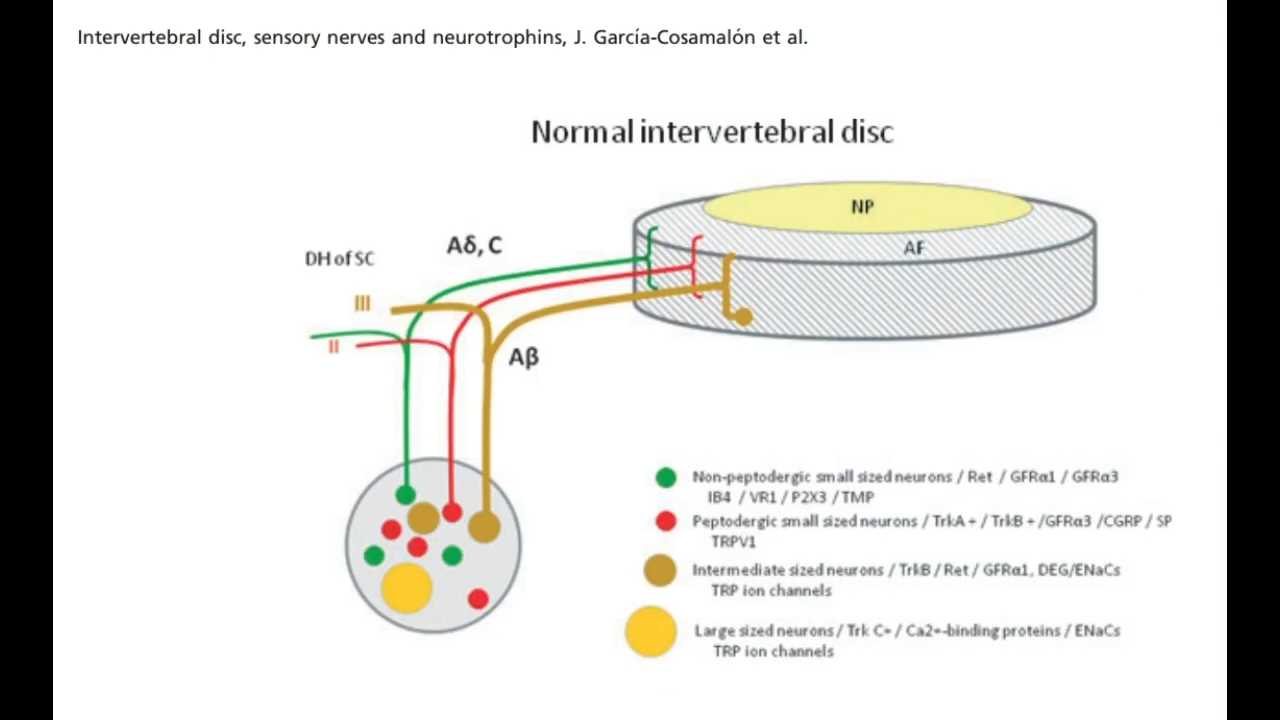 Intervertebral disc, sensory nerves and neurotrophins, J. García-Cosamalón et al.
Normal intervertebral disc
NP
AF
Aδ, C
DH of SC
III
II
Aβ
Non-peptodergic small sized neurons / Ret / GFRα1 / GFRα3
IB4 / VR1 / P2X3 / TMP
Peptodergic small sized neurons / TrkA + / TrkB + /GFRα3 /CGRP / SP
TRPV1
Intermediate sized neurons / TrkB / Ret / GFRα1, DEG/ENaCs
TRP ion channels
Large sized neurons / Trk C+ / Ca2+-binding proteins / ENaCs
TRP ion channels